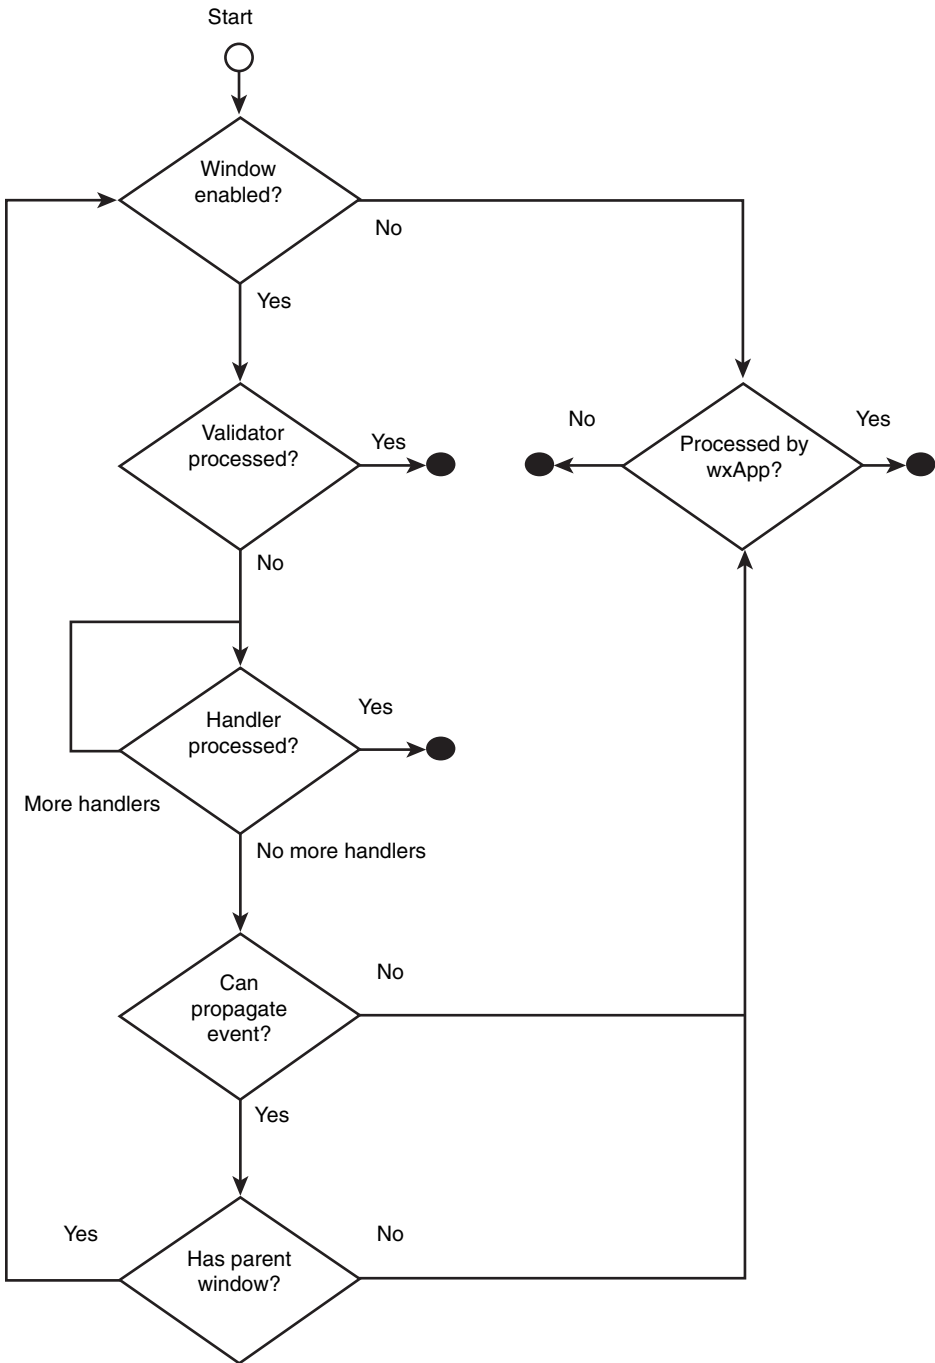 Start
Window
enabled?
No
Yes
Validator
processed?
Yes
No
Processed by
wxApp?
Yes
No
Handler
processed?
Yes
More handlers
No more handlers
Can
propagate
event?
No
Yes
Has parent
window?
Yes
No